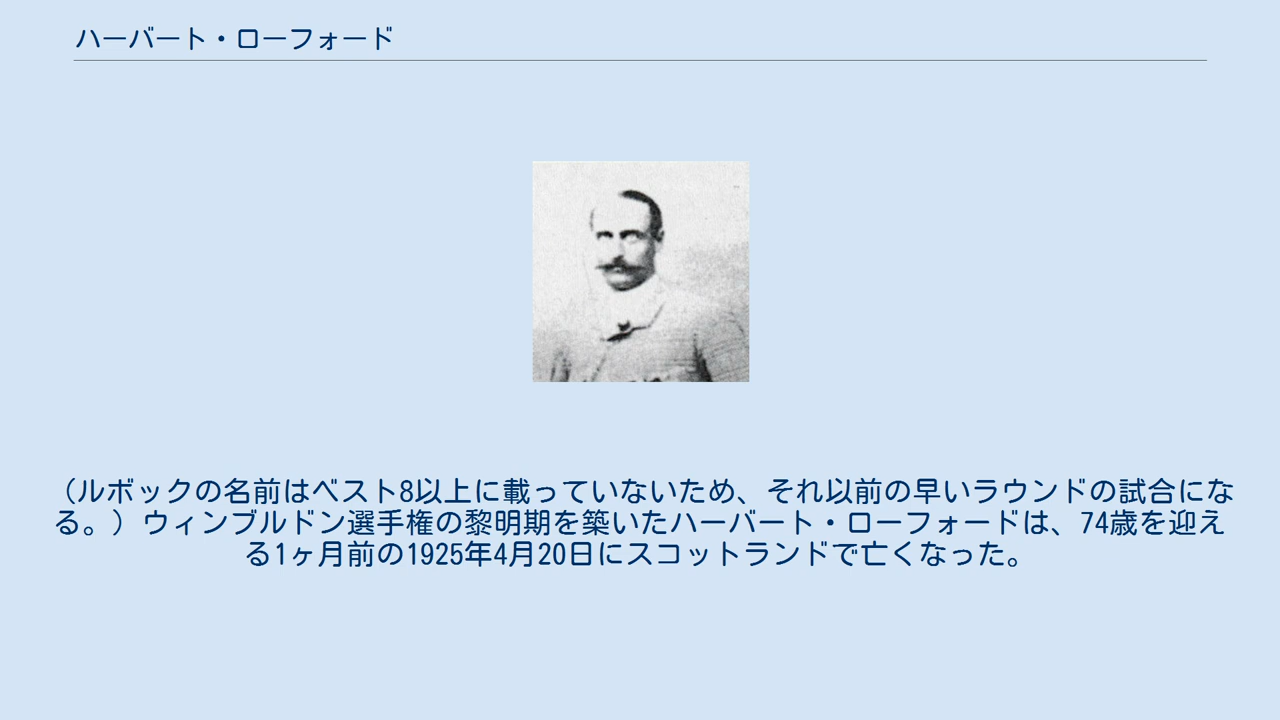 ハーバート・ローフォード
（ルボックの名前はベスト8以上に載っていないため、それ以前の早いラウンドの試合にな
る。）ウィンブルドン選手権の黎明期を築いたハーバート・ローフォードは、74歳を迎え
る1ヶ月前の1925年4月20日にスコットランドで亡くなった。